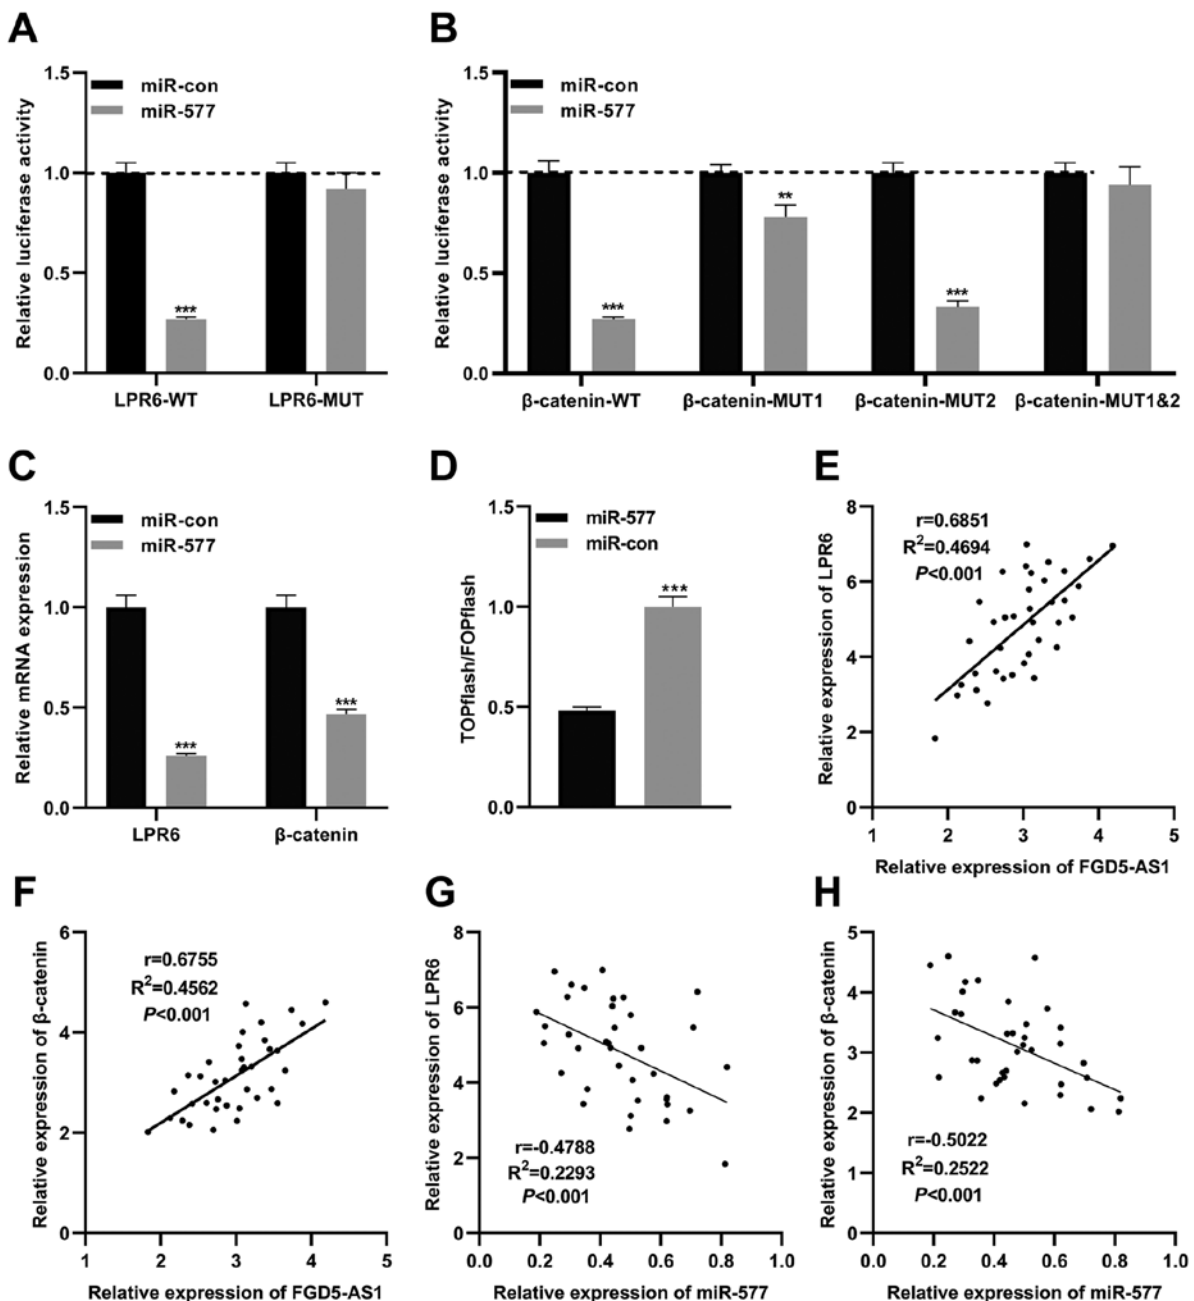 A
Relative luciferase activity
1.5
1.0
0.5
0.0
miR-con
miR-577
***
LPR6-WT
LPR6-MUT
B
Relative luciferase activity
1.5
1.0
0.5
0.0
miR-con
miR-577
***
**
***
β-catenin-WT
β-catenin-MUT1
β-catenin-MUT2
β-catenin-MUT1&2
C
Relative mRNA expression
1.5
1.0
0.5
0.0
miR-con
miR-577
***
***
LPR6
β-catenin
D
TOPflash/FOPflash
1.5
1.0
0.5
0.0
miR-577
miR-con
***
E
Relative expression of LPR6
8
6
4
2
0
r=0.6851
R²=0.4694
P<0.001
1 2 3 4 5
Relative expression of FGD5-AS1
F
Relative expression of β-catenin
6
4
2
0
r=0.6755
R²=0.4562
P<0.001
1 2 3 4 5
Relative expression of FGD5-AS1
G
Relative expression of LPR6
8
6
4
2
0
r=-0.4788
R²=0.2293
P<0.001
0.0 0.2 0.4 0.6 0.8 1.0
Relative expression of miR-577
H
Relative expression of β-catenin
5
4
3
2
1
0
r=-0.5022
R²=0.2522
P<0.001
0.0 0.2 0.4 0.6 0.8 1.0
Relative expression of miR-577